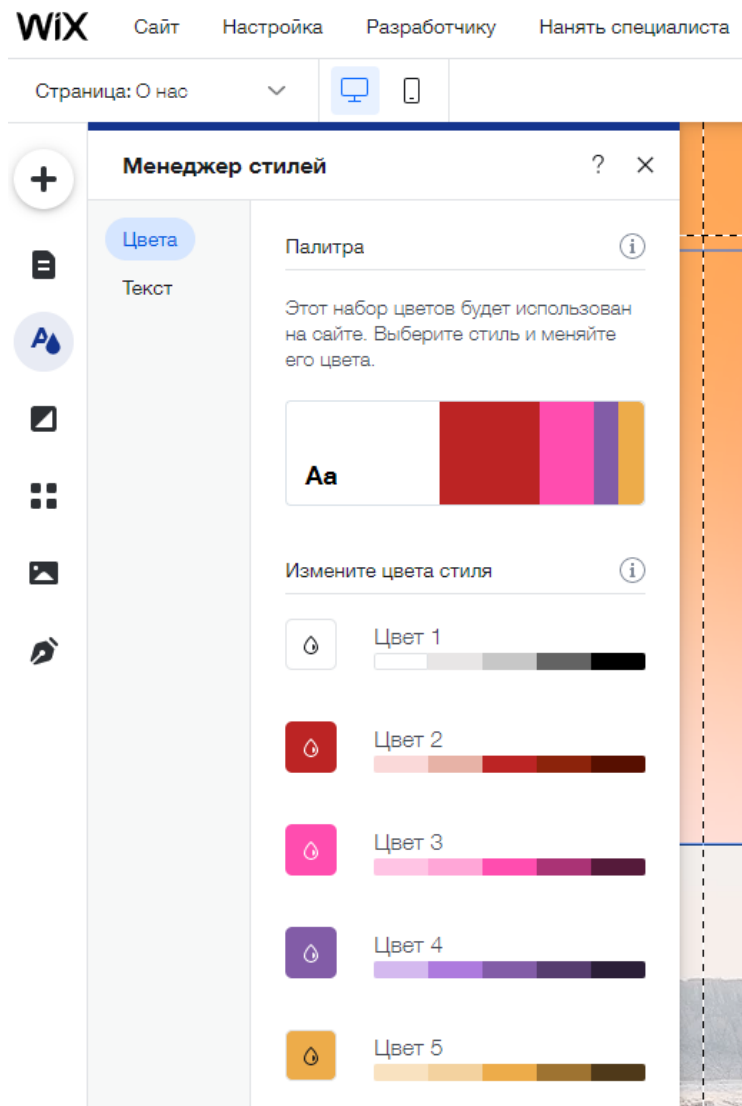 WiX Сайт Настройка Разработчику Нанять специалиста
Страница: О нас
Менеджер стилей ?
Цвета
Текст
Палитра i
Этот набор цветов будет использован
на сайте. Выберите стиль и меняйте
его цвета.
Aa
Измените цвета стиля i
Цвет 1
Цвет 2
Цвет 3
Цвет 4
Цвет 5